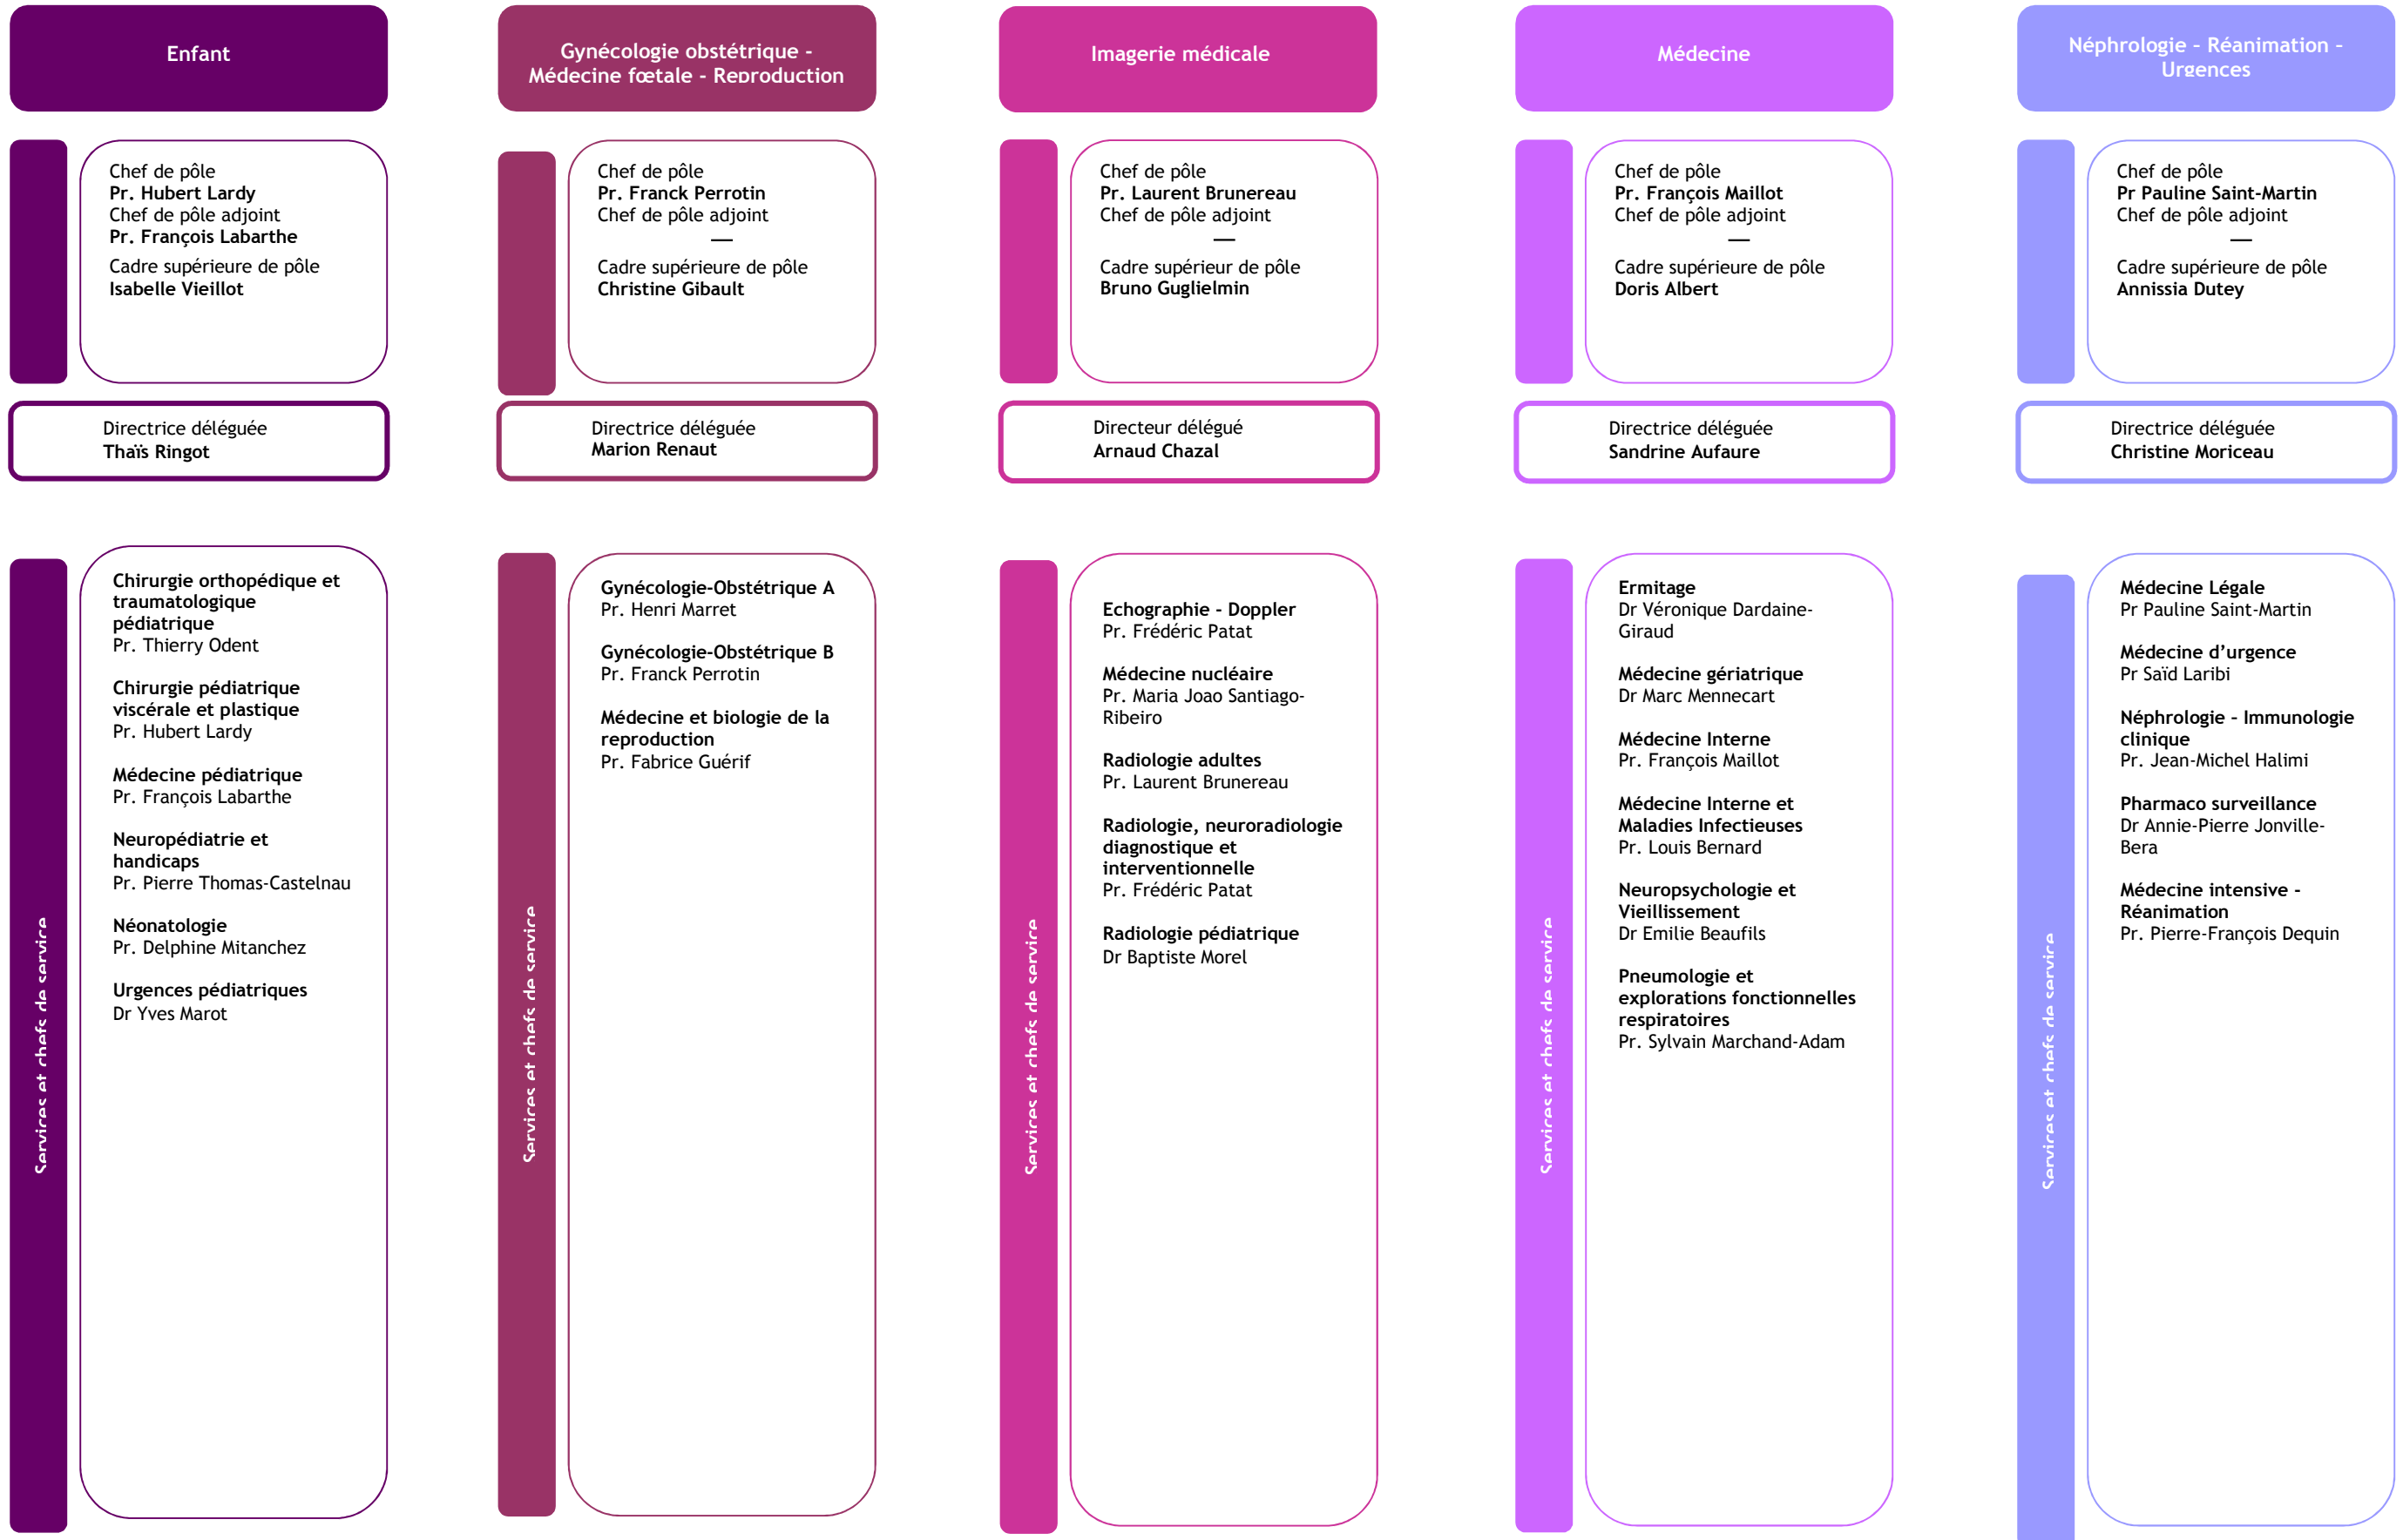 Enfant
Chef de pôle
Pr. Hubert Lardy
Chef de pôle adjoint
Pr. François Labarthe
Cadre supérieure de pôle
Isabelle Vieillot
Directrice déléguée
Thaïs Ringot
Services et chefs de service
Chirurgie orthopédique et
traumatologique
pédiatrique
Pr. Thierry Odent
Chirurgie pédiatrique
viscérale et plastique
Pr. Hubert Lardy
Médecine pédiatrique
Pr. François Labarthe
Neuropédiatrie et
handicaps
Pr. Pierre Thomas-Castelnau
Néonatologie
Pr. Delphine Mitanchez
Urgences pédiatriques
Dr Yves Marot
Gynécologie obstétrique -
Médecine fœtale - Reproduction
Chef de pôle
Pr. Franck Perrotin
Chef de pôle adjoint
—
Cadre supérieure de pôle
Christine Gibault
Directrice déléguée
Marion Renaut
Services et chefs de service
Gynécologie-Obstétrique A
Pr. Henri Marret
Gynécologie-Obstétrique B
Pr. Franck Perrotin
Médecine et biologie de la
reproduction
Pr. Fabrice Guérif
Imagerie médicale
Chef de pôle
Pr. Laurent Brunereau
Chef de pôle adjoint
—
Cadre supérieur de pôle
Bruno Guglielmin
Directeur délégué
Arnaud Chazal
Services et chefs de service
Echographie - Doppler
Pr. Frédéric Patat
Médecine nucléaire
Pr. Maria Joao Santiago-
Ribeiro
Radiologie adultes
Pr. Laurent Brunereau
Radiologie, neuroradiologie
diagnostique et
interventionnelle
Pr. Frédéric Patat
Radiologie pédiatrique
Dr Baptiste Morel
Médecine
Chef de pôle
Pr. François Maillot
Chef de pôle adjoint
—
Cadre supérieure de pôle
Doris Albert
Directrice déléguée
Sandrine Aufaure
Services et chefs de service
Ermitage
Dr Véronique Dardaine-
Giraud
Médecine gériatrique
Dr Marc Mennecart
Médecine Interne
Pr. François Maillot
Médecine Interne et
Maladies Infectieuses
Pr. Louis Bernard
Neuropsychologie et
Vieillissement
Dr Emilie Beaufils
Pneumologie et
explorations fonctionnelles
respiratoires
Pr. Sylvain Marchand-Adam
Néphrologie – Réanimation –
Urgences
Chef de pôle
Pr Pauline Saint-Martin
Chef de pôle adjoint
—
Cadre supérieure de pôle
Annissia Dutey
Directrice déléguée
Christine Moriceau
Services et chefs de service
Médecine Légale
Pr Pauline Saint-Martin
Médecine d’urgence
Pr Saïd Laribi
Néphrologie – Immunologie
clinique
Pr. Jean-Michel Halimi
Pharmaco surveillance
Dr Annie-Pierre Jonville-
Bera
Médecine intensive -
Réanimation
Pr. Pierre-François Dequin